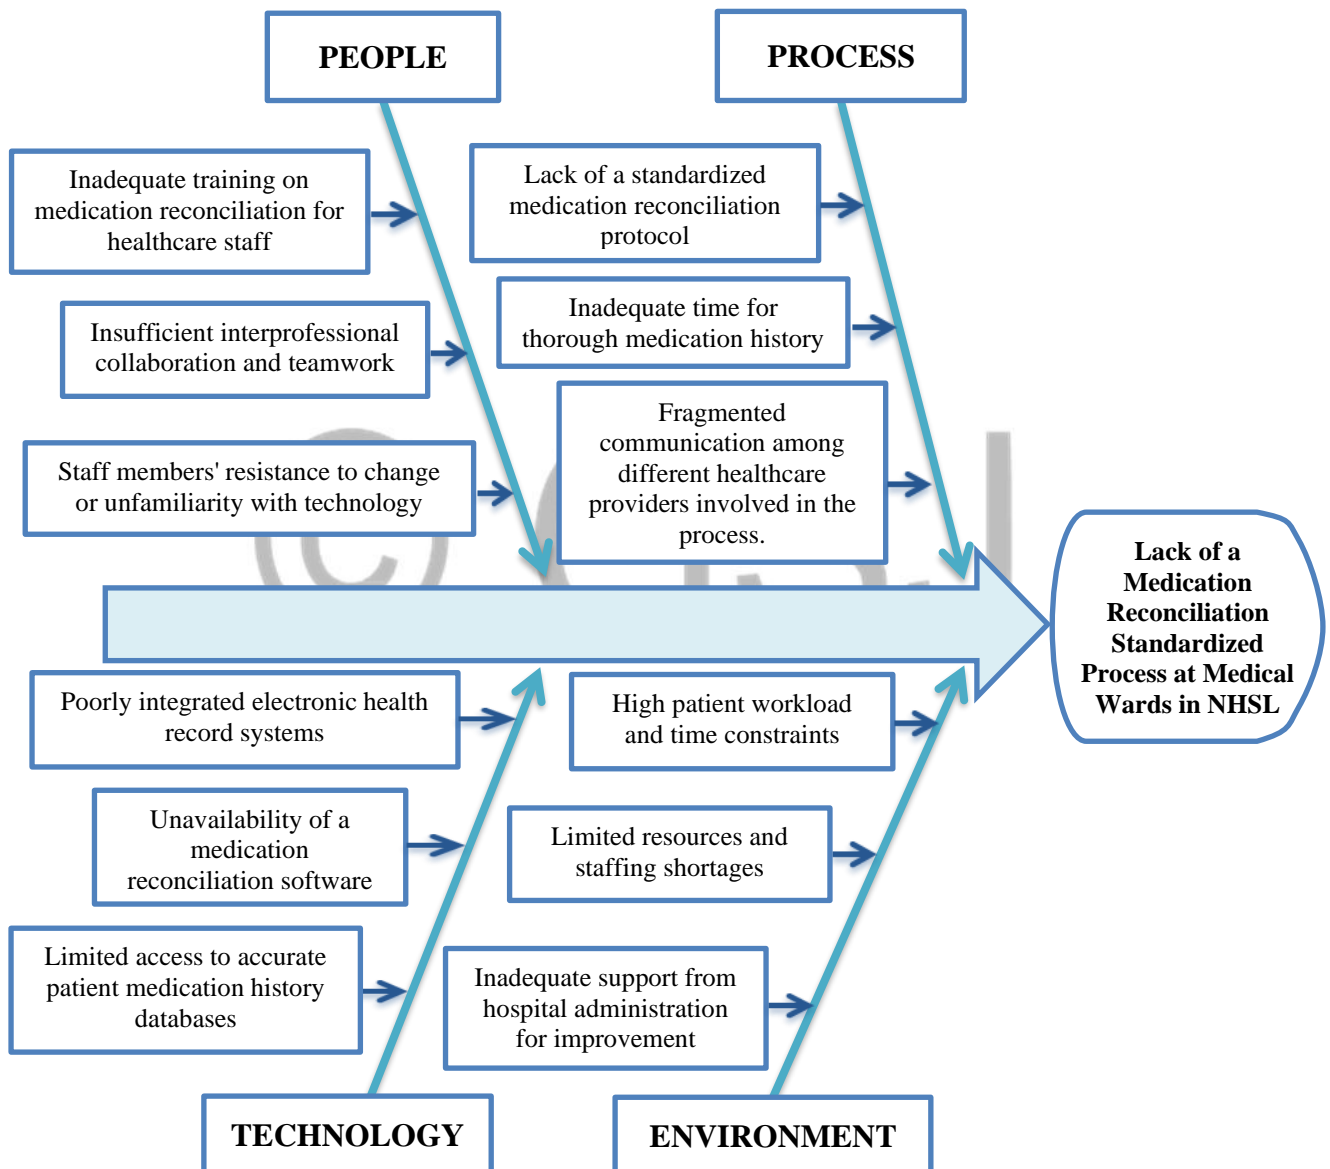 PEOPLE
PROCESS
Inadequate training on
medication reconciliation for
healthcare staff
Insufficient interprofessional
collaboration and teamwork
Staff members' resistance to change
or unfamiliarity with technology
Lack of a standardized
medication reconciliation
protocol
Inadequate time for
thorough medication history
Fragmented
communication among
different healthcare
providers involved in the
process.
Lack of a
Medication
Reconciliation
Standardized
Process at Medical
Wards in NHSL
Poorly integrated electronic health
record systems
Unavailability of a
medication
reconciliation software
Limited access to accurate
patient medication history
databases
High patient workload
and time constraints
Limited resources and
staffing shortages
Inadequate support from
hospital administration
for improvement
TECHNOLOGY
ENVIRONMENT